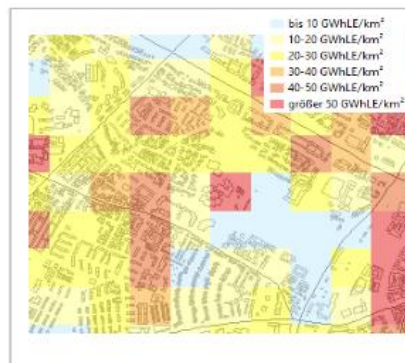 bis 10 GWhLE/km²
10-20 GWhLE/km²
20-30 GWhLE/km²
30-40 GWhLE/km²
40-50 GWhLE/km²
größer 50 GWhLE/km²